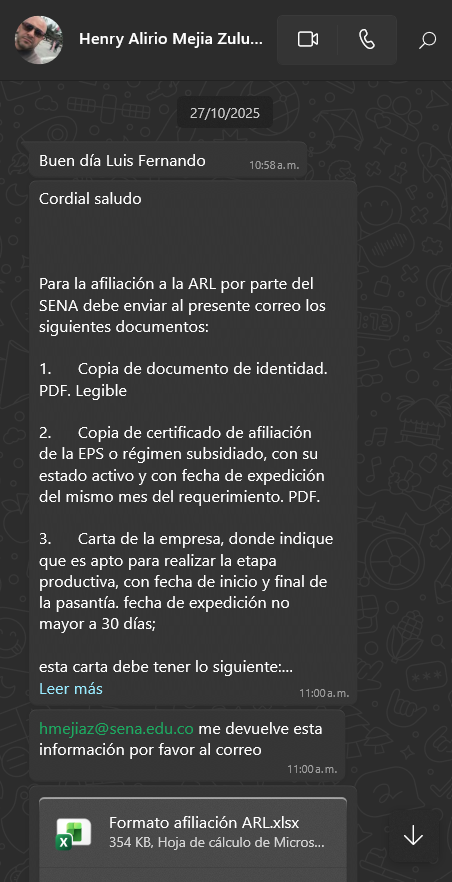 Henry Alirio Mejia Zulu...
27/10/2025
Buen día Luis Fernando
10:58 a. m.
Cordial saludo
Para la afiliación a la ARL por parte del
SENA debe enviar al presente correo los
siguientes documentos:
1. Copia de documento de identidad.
PDF. Legible
2. Copia de certificado de afiliación
de la EPS o régimen subsidiado, con su
estado activo y con fecha de expedición
del mismo mes del requerimiento. PDF.
3. Carta de la empresa, donde indique
que es apto para realizar la etapa
productiva, con fecha de inicio y final de
la pasantía. fecha de expedición no
mayor a 30 días;
esta carta debe tener lo siguiente:...
Leer más
11:00 a. m.
hmejiaz@sena.edu.co me devuelve esta
información por favor al correo
11:00 a. m.
Formato afiliación ARL.xlsx
354 KB, Hoja de cálculo de Micros...